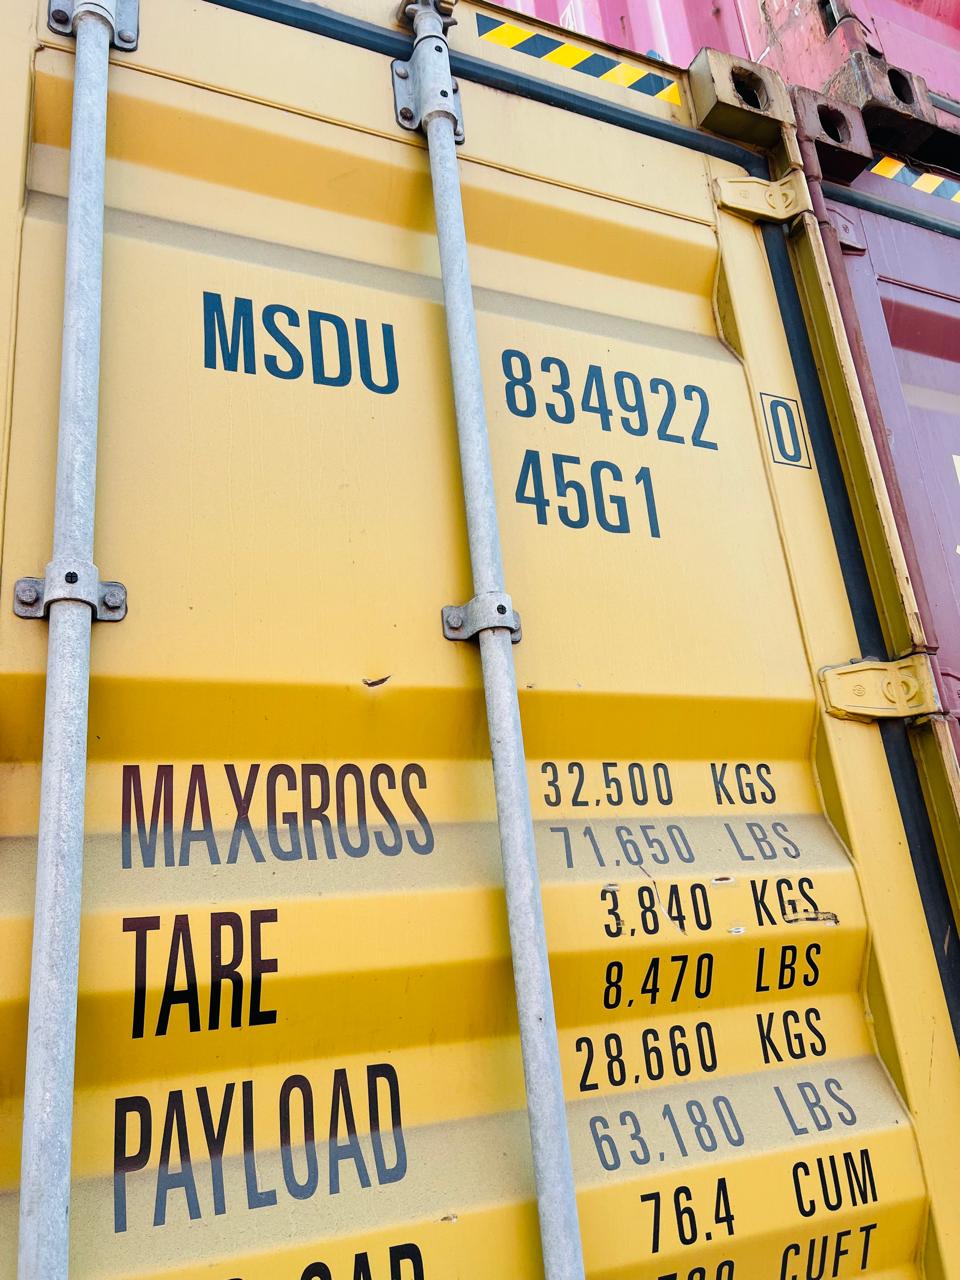 MSDU 834922 0
45G1
MAXGROSS 32,500 KGS
71,650 LBS
TARE 3,840 KGS
8,470 LBS
PAYLOAD 28,660 KGS
63,180 LBS
76.4 CUM
CUFT